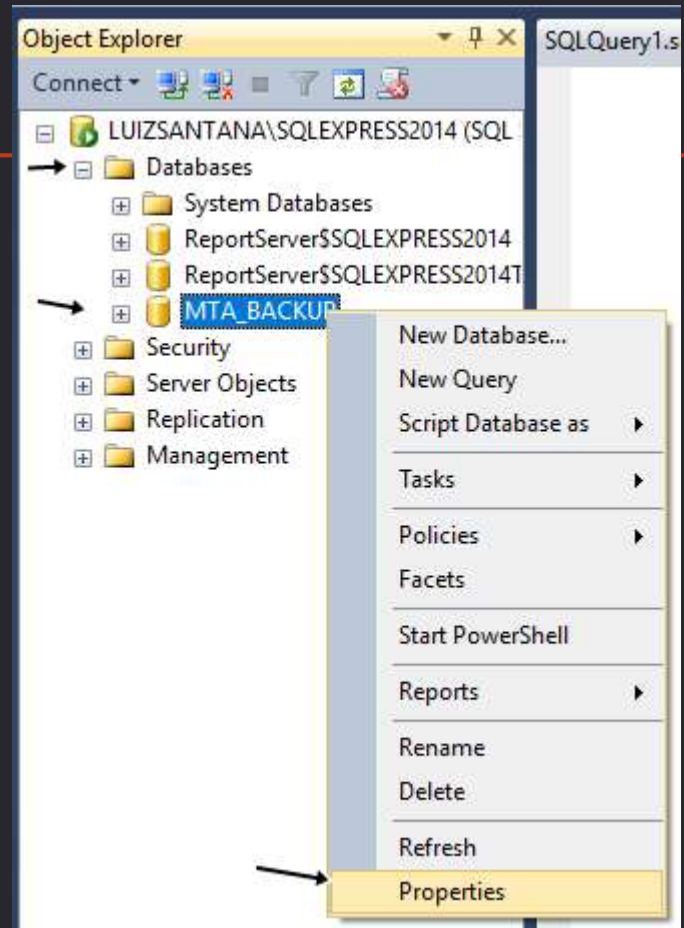 Object Explorer
SQLQuery1.s
Connect
LUIZSANTANA\SQLEXPRESS2014 (SQL
Databases
System Databases
ReportServer$SQLEXPRESS2014
ReportServer$SQLEXPRESS2014T
MTA_BACKUP
Security
Server Objects
Replication
Management
New Database...
New Query
Script Database as
Tasks
Policies
Facets
Start PowerShell
Reports
Rename
Delete
Refresh
Properties